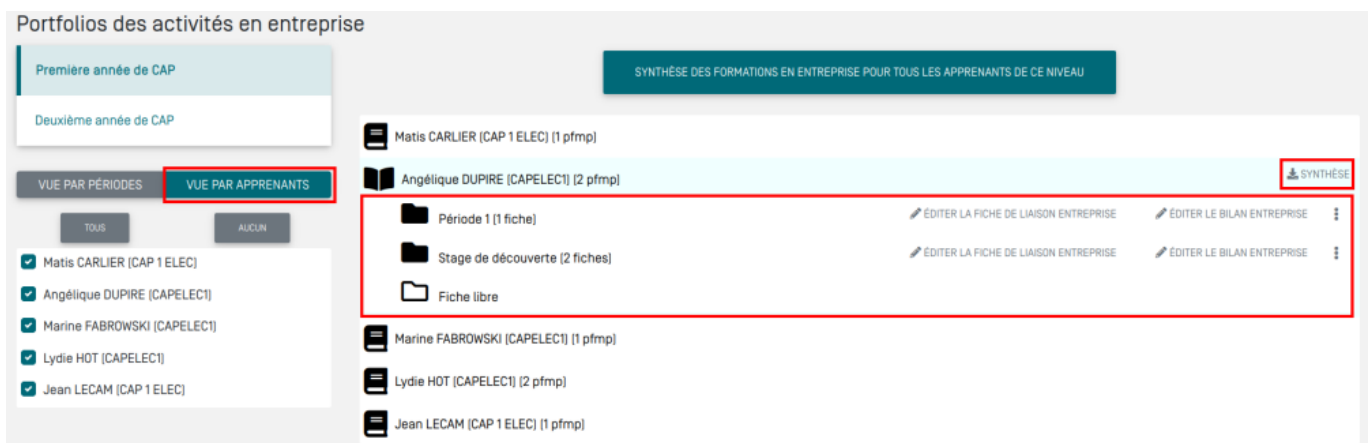 Portfolios des activités en entreprise
Première année de CAP
Deuxième année de CAP
VUE PAR PÉRIODES VUE PAR APPRENANTS
TOUS AUCUN
Matis CARLIER (CAP 1 ELEC)
Angélique DUPIRE (CAPELEC1)
Marine FABROWSKI (CAPELEC1)
Lydie HOT (CAPELEC1)
Jean LECAM (CAP 1 ELEC)
SYNTHÈSE DES FORMATIONS EN ENTREPRISE POUR TOUS LES APPRENANTS DE CE NIVEAU
Matis CARLIER (CAP 1 ELEC) (1 pfmp)
Angélique DUPIRE (CAPELEC1) (2 pfmp) SYNTHÈSE
Période 1 (1 fiche) ÉDITER LA FICHE DE LIAISON ENTREPRISE ÉDITER LE BILAN ENTREPRISE
Stage de découverte (2 fiches) ÉDITER LA FICHE DE LIAISON ENTREPRISE ÉDITER LE BILAN ENTREPRISE
Fiche libre
Marine FABROWSKI (CAPELEC1) (1 pfmp)
Lydie HOT (CAPELEC1) (2 pfmp)
Jean LECAM (CAP 1 ELEC) (1 pfmp)